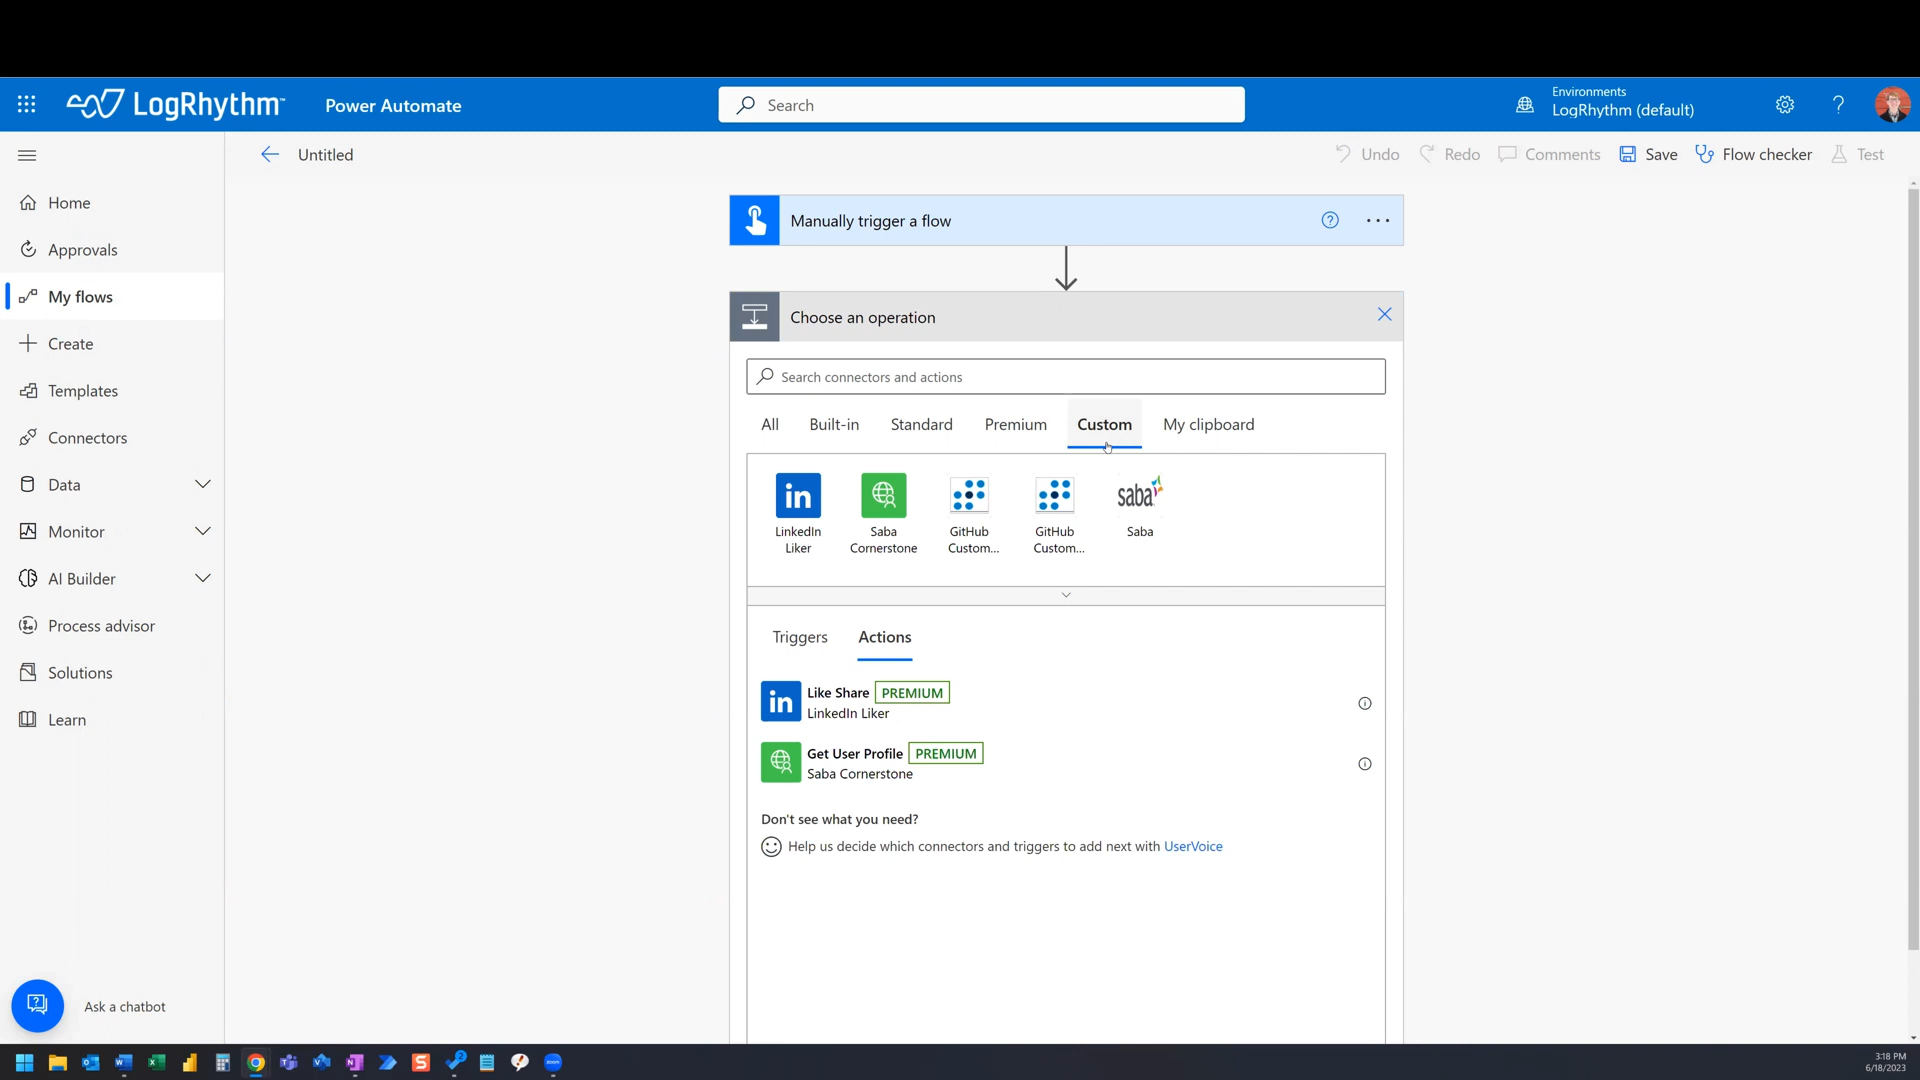 LogRhythm™
Power Automate
Search
Environments
LogRhythm (default)
Untitled
Undo
Redo
Comments
Save
Flow checker
Test
Home
Approvals
My flows
Create
Templates
Connectors
Data
Monitor
AI Builder
Process advisor
Solutions
Learn
Ask a chatbot
Manually trigger a flow
Choose an operation
Search connectors and actions
All
Built-in
Standard
Premium
Custom
My clipboard
in
saba
LinkedIn
Liker
Saba
Cornerstone
GitHub
Custom...
GitHub
Custom...
Saba
Triggers
Actions
in
Like Share PREMIUM
LinkedIn Liker
Get User Profile PREMIUM
Saba Cornerstone
Don't see what you need?
Help us decide which connectors and triggers to add next with UserVoice
3:18 PM
6/18/2023